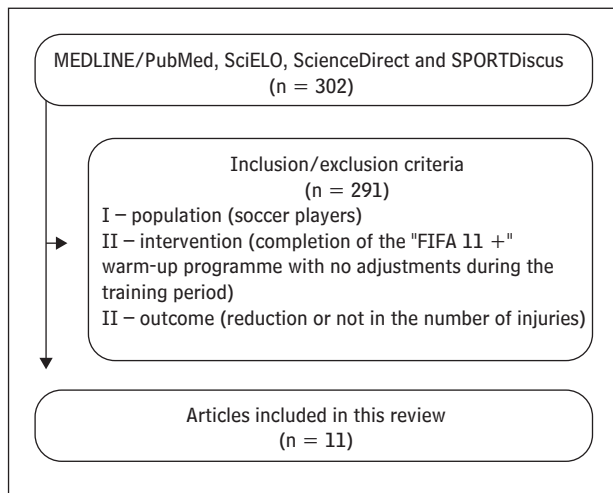 MEDLINE/PubMed, SciELO, ScienceDirect and SPORTDiscus
(n = 302)
Inclusion/exclusion criteria
(n = 291)
I – population (soccer players)
II – intervention (completion of the "FIFA 11 +"
warm-up programme with no adjustments during the
training period)
II – outcome (reduction or not in the number of injuries)
Articles included in this review
(n = 11)